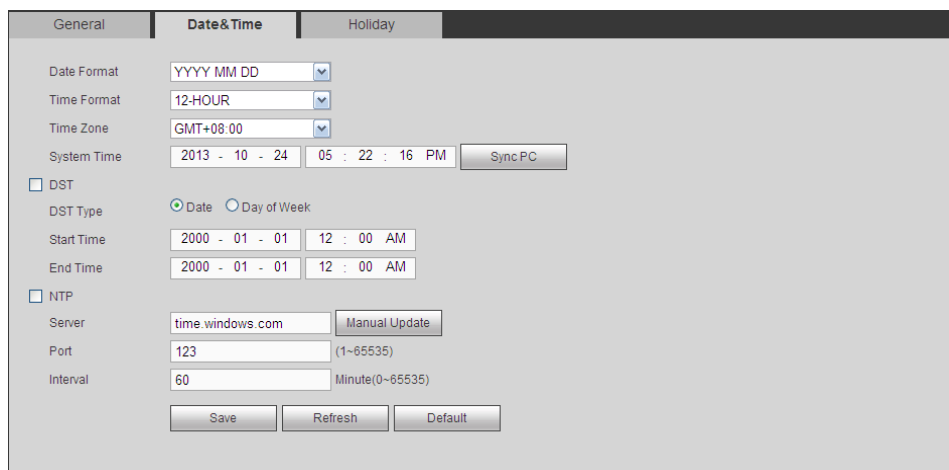 General Date&Time Holiday
Date Format YYYY MM DD
Time Format 12-HOUR
Time Zone GMT+08:00
System Time 2013 - 10 - 24 05 : 22 : 16 PM Sync PC
DST
DST Type Date Day of Week
Start Time 2000 - 01 - 01 12 : 00 AM
End Time 2000 - 01 - 01 12 : 00 AM
NTP
Server time.windows.com Manual Update
Port 123 (1~65535)
Interval 60 Minute(0~65535)
Save Refresh Default